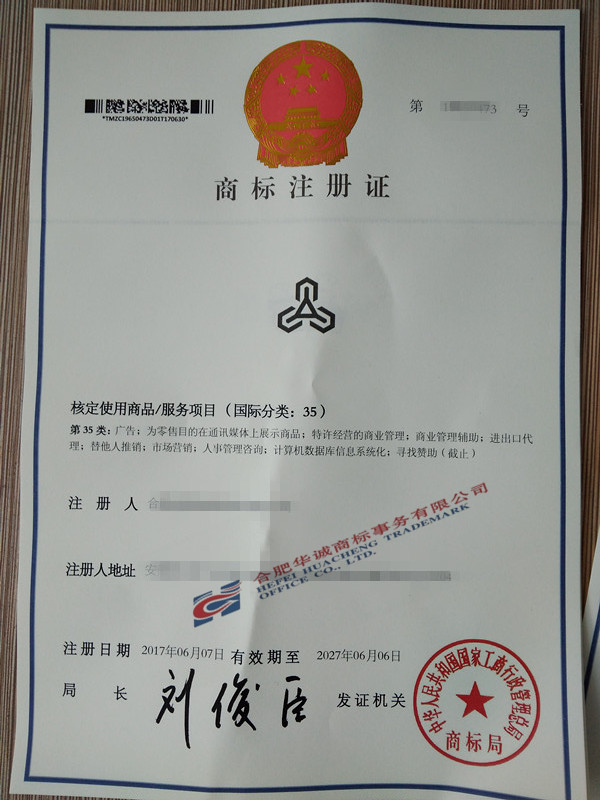 *TMZC19650473D01T170630*
第 73 号
商标注册证
核定使用商品/服务项目（国际分类：35）
第 35 类：广告；为零售目的在通讯媒体上展示商品；特许经营的商业管理；商业管理辅助；进出口代
理；替他人推销；市场营销；人事管理咨询；计算机数据库信息系统化；寻找赞助（截止）
注 册 人 合
注册人地址 安
合肥华诚商标事务有限公司
HEFEI HUACHENG TRADEMARK
OFFICE CO., LTD.
注册日期 2017年06月07日 有效期至 2027年06月06日
局 长 刘俊臣 发证机关
中华人民共和国国家工商行政管理总局
商标局